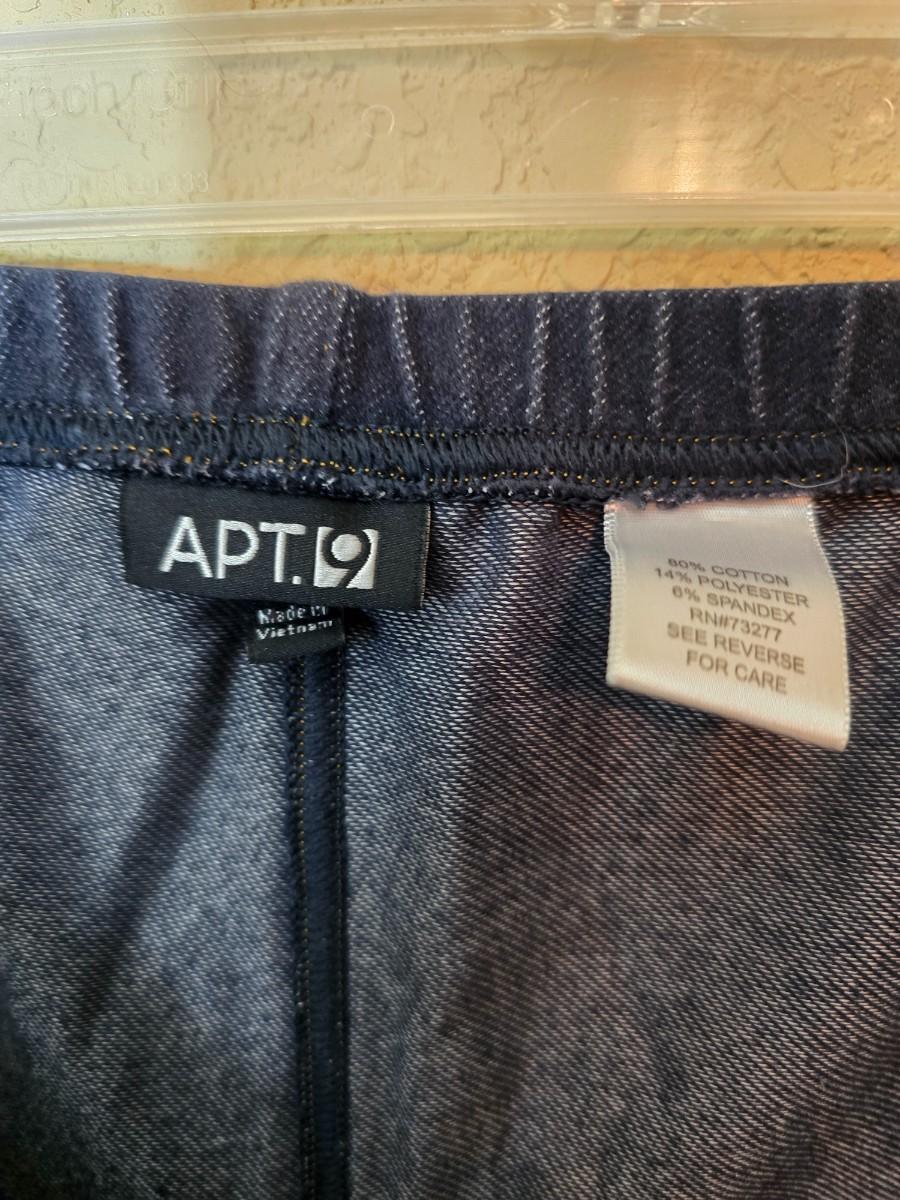 APT.9
Made in
Vietnam
80% COTTON
14% POLYESTER
6% SPANDEX
RN#73277
SEE REVERSE
FOR CARE